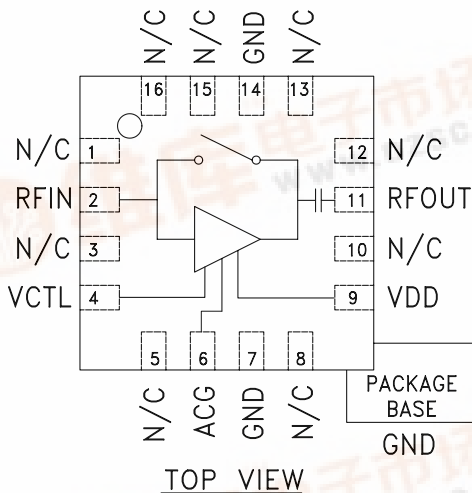 N/C N/C GND N/C
16 15 14 13
N/C 1 12 N/C
RFIN 2 11 RFOUT
N/C 3 10 N/C
VCTL 4 9 VDD
5 6 7 8
N/C ACG GND N/C
PACKAGE
BASE
GND
TOP VIEW